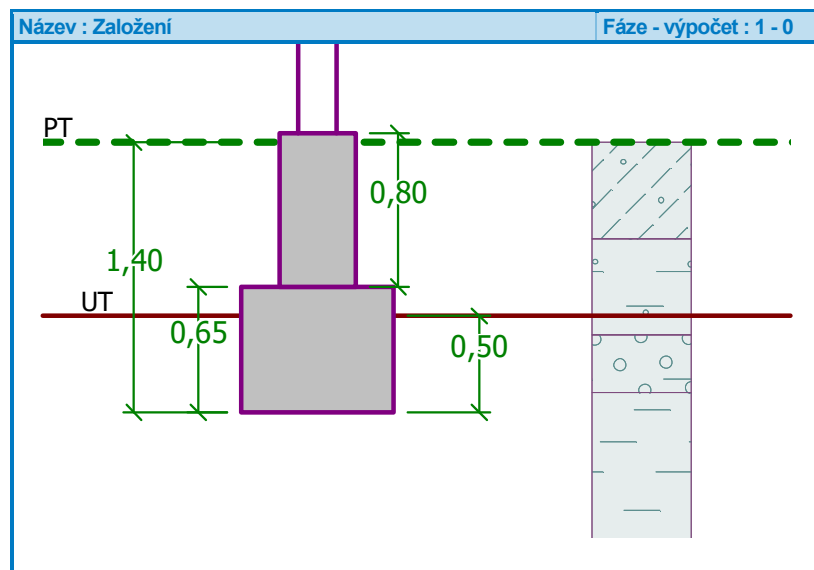 Název : Založení
Fáze - výpočet : 1 - 0
PT
0,80
1,40
UT
0,65
0,50